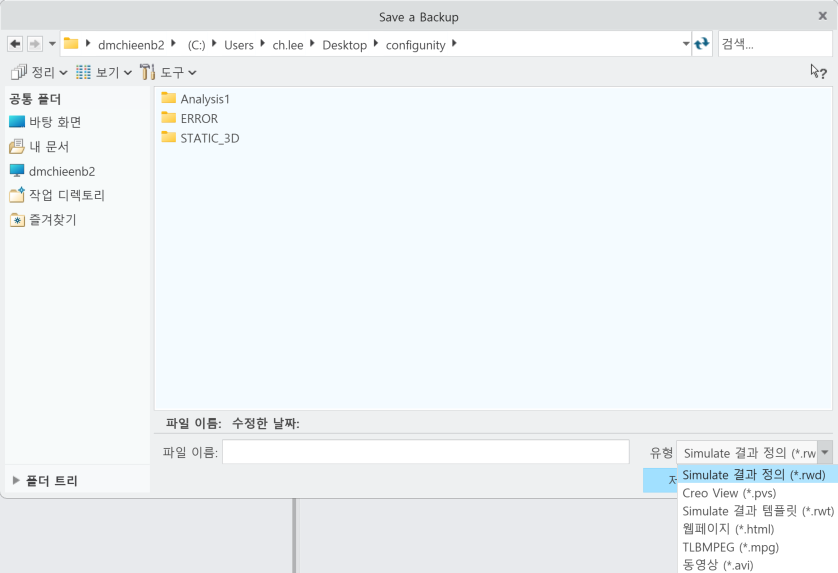 Save a Backup
dmchieenb2 (C:) Users ch.lee Desktop configunity 검색...
정리 보기 도구
공통 폴더
바탕 화면
내 문서
dmchieenb2
작업 디렉토리
즐겨찾기
Analysis1
ERROR
STATIC_3D
파일 이름: 수정한 날짜:
파일 이름: 유형 Simulate 결과 정의 (*.rw
폴더 트리
Simulate 결과 정의 (*.rwd)
Creo View (*.pvs)
Simulate 결과 템플릿 (*.rwt)
웹페이지 (*.html)
TLBMPEG (*.mpg)
동영상 (*.avi)